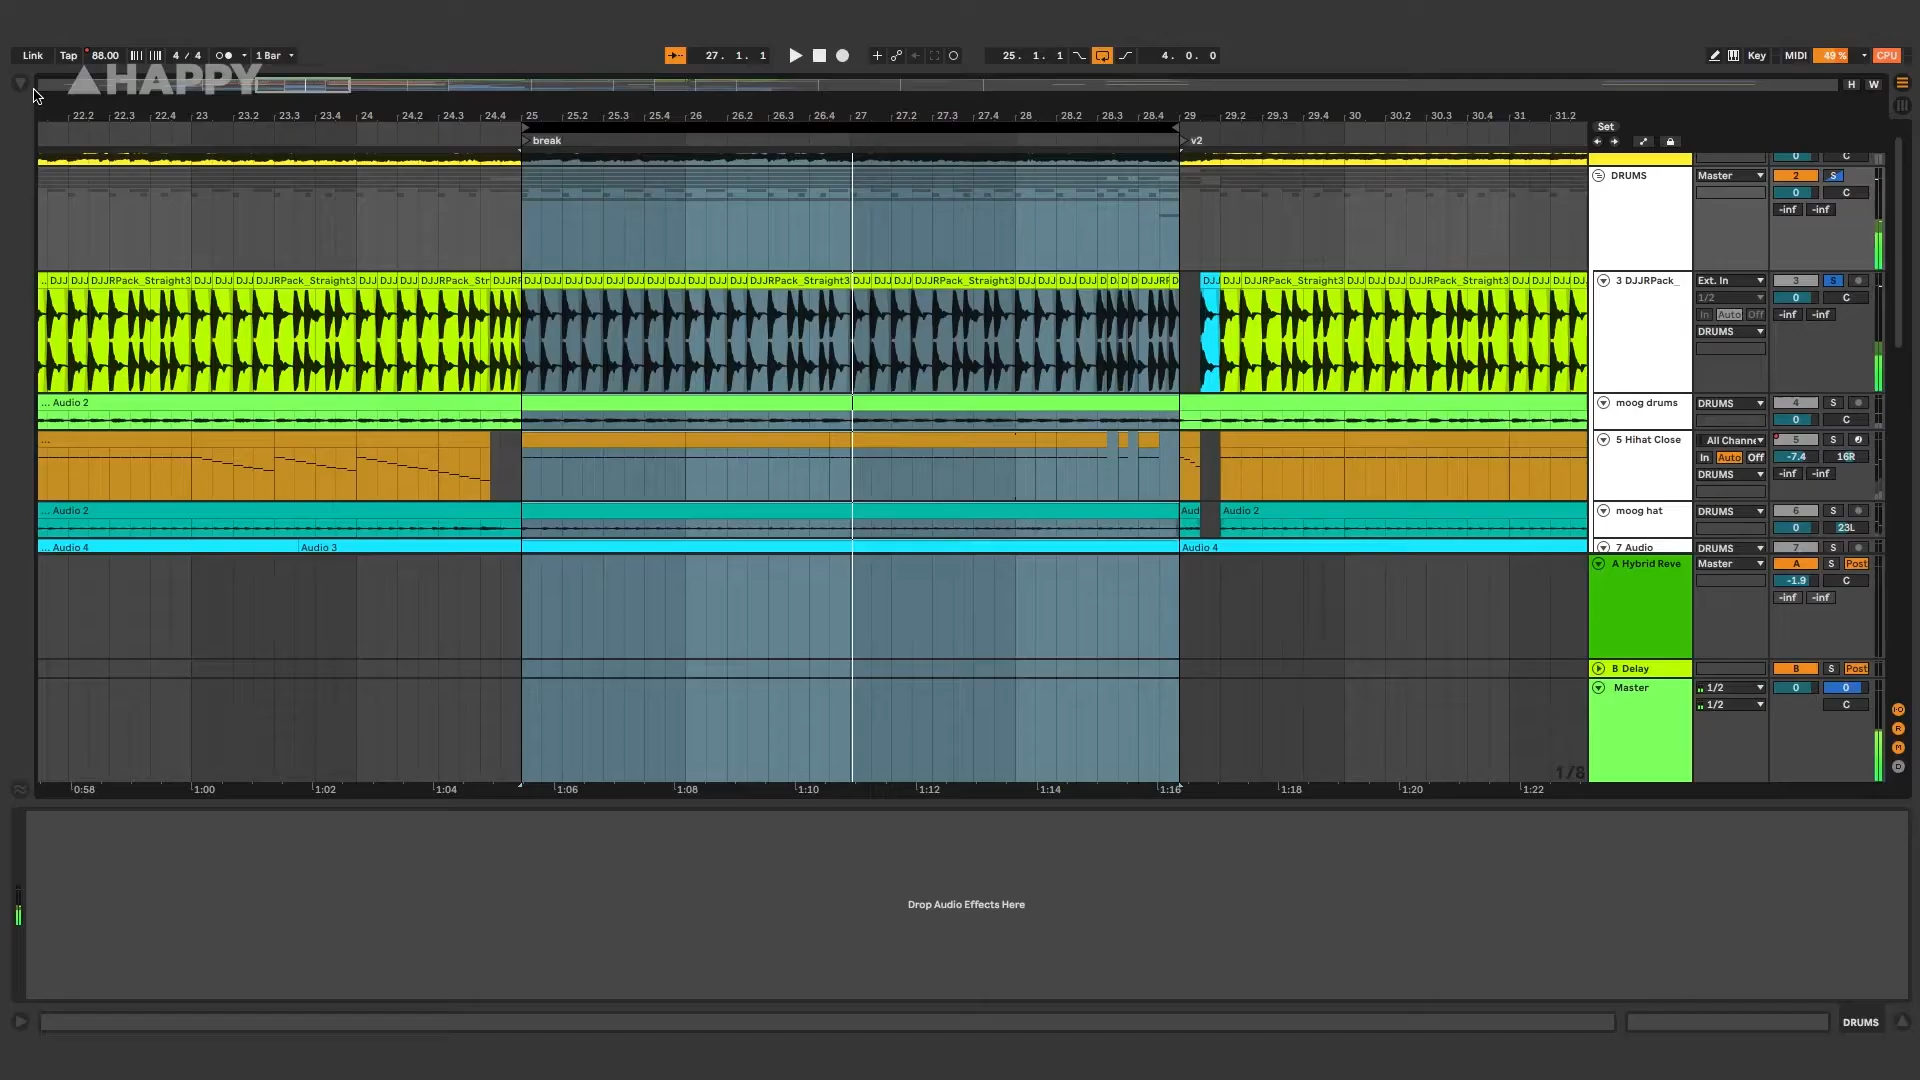 Link Tap 88.00 4 / 4 1 Bar 27. 1. 1 25. 1. 1 4. 0. 0 Key MIDI 49 % CPU
HAPPY
H W
22.2 22.3 22.4 23 23.2 23.3 23.4 24 24.2 24.3 24.4 25 25.2 25.3 25.4 26 26.2 26.3 26.4 27 27.2 27.3 27.4 28 28.2 28.3 28.4 29 29.2 29.3 29.4 30 30.2 30.3 30.4 31 31.2
Set
break v2
0 C
DRUMS Master 2 S
0 C
-inf -inf
.. DJJ DJJ DJJRPack_Straight3 DJJ DJJ DJJ DJJRPack_Straight3 DJJ DJJ DJJ DJJRPack_Str DJJRF DJJ DJJ DJJ DJJ DJJ DJJ DJJ DJJ DJJ DJJ DJJRPack_Straight3 DJJ DJJ DJJ DJJRPack_Straight3 DJJ DJJ DJJ DJJ D D D D DJJRF D DJJ DJJ DJJRPack_Straight3 DJJ DJJ DJJ DJJRPack_Straight3 DJJ DJJ DJJ DJ.
3 DJJRPack_ Ext. In 3 S
1/2 0 C
In Auto Off -inf -inf
DRUMS
... Audio 2 moog drums DRUMS 4 S
0 C
... 5 Hihat Close All Channe 5 S
In Auto Off -7.4 16R
DRUMS -inf -inf
... Audio 2 Aud Audio 2 moog hat DRUMS 6 S
0 23L
... Audio 4 Audio 3 Audio 4 7 Audio DRUMS 7 S
A Hybrid Reve Master A S Post
-1.9 C
-inf -inf
B Delay B S Post
Master 1/2 0 0
1/2 C
1/8
0:58 1:00 1:02 1:04 1:06 1:08 1:10 1:12 1:14 1:16 1:18 1:20 1:22
I·O
R
M
D
Drop Audio Effects Here
DRUMS